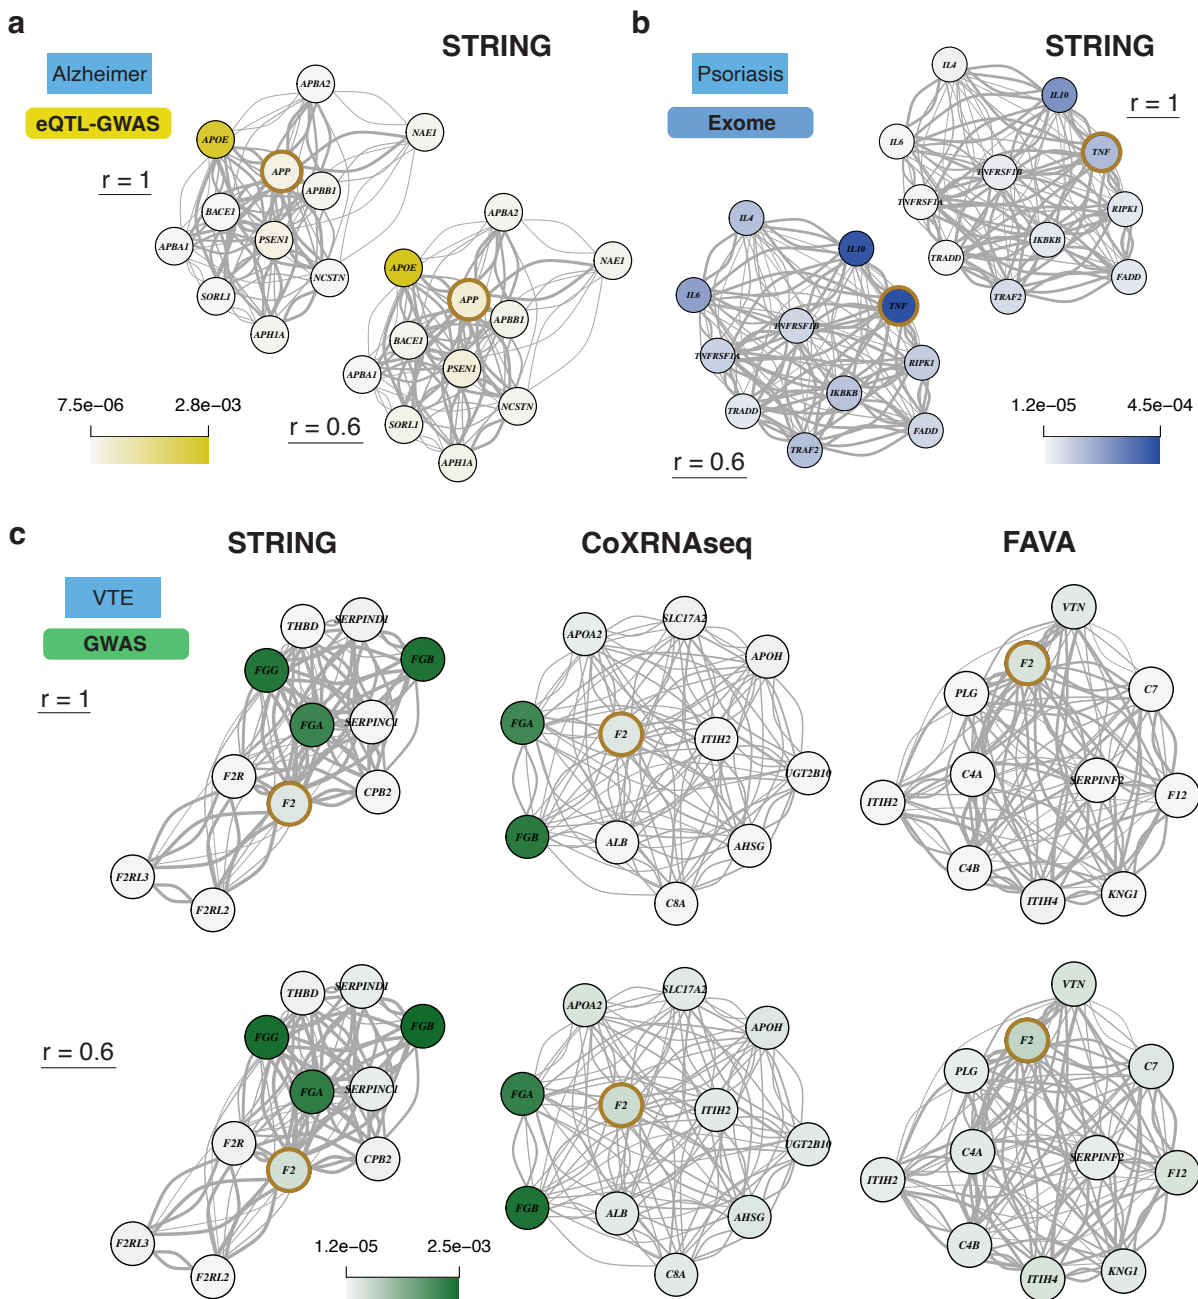 a
STRING
Alzheimer
eQTL-GWAS
r = 1
APBA2
NAE1
APOE
APP
APBB1
BACE1
PSEN1
APBA1
NCSTN
SORL1
APH1A
APBA2
NAE1
APOE
APP
APBB1
BACE1
PSEN1
APBA1
NCSTN
SORL1
APH1A
r = 0.6
7.5e−06 2.8e−03
b
STRING
Psoriasis
Exome
r = 1
IL4
IL10
IL6
TNF
TNFRSF1B
TNFRSF1A
RIPK1
IKBKB
TRADD
FADD
TRAF2
IL4
IL10
IL6
TNF
TNFRSF1B
TNFRSF1A
RIPK1
IKBKB
TRADD
FADD
TRAF2
r = 0.6
1.2e−05 4.5e−04
c
STRING
CoXRNAseq
FAVA
VTE
GWAS
r = 1
THBD
SERPIND1
FGG
FGB
FGA
SERPINC1
F2R
F2
CPB2
F2RL3
F2RL2
APOA2
SLC17A2
APOH
FGA
F2
ITIH2
UGT2B10
FGB
ALB
AHSG
C8A
VTN
F2
PLG
C7
C4A
SERPINF2
ITIH2
F12
C4B
ITIH4
KNG1
r = 0.6
THBD
SERPIND1
FGG
FGB
FGA
SERPINC1
F2R
F2
CPB2
F2RL3
F2RL2
APOA2
SLC17A2
APOH
FGA
F2
ITIH2
UGT2B10
FGB
ALB
AHSG
C8A
VTN
F2
PLG
C7
C4A
SERPINF2
ITIH2
F12
C4B
ITIH4
KNG1
1.2e−05 2.5e−03